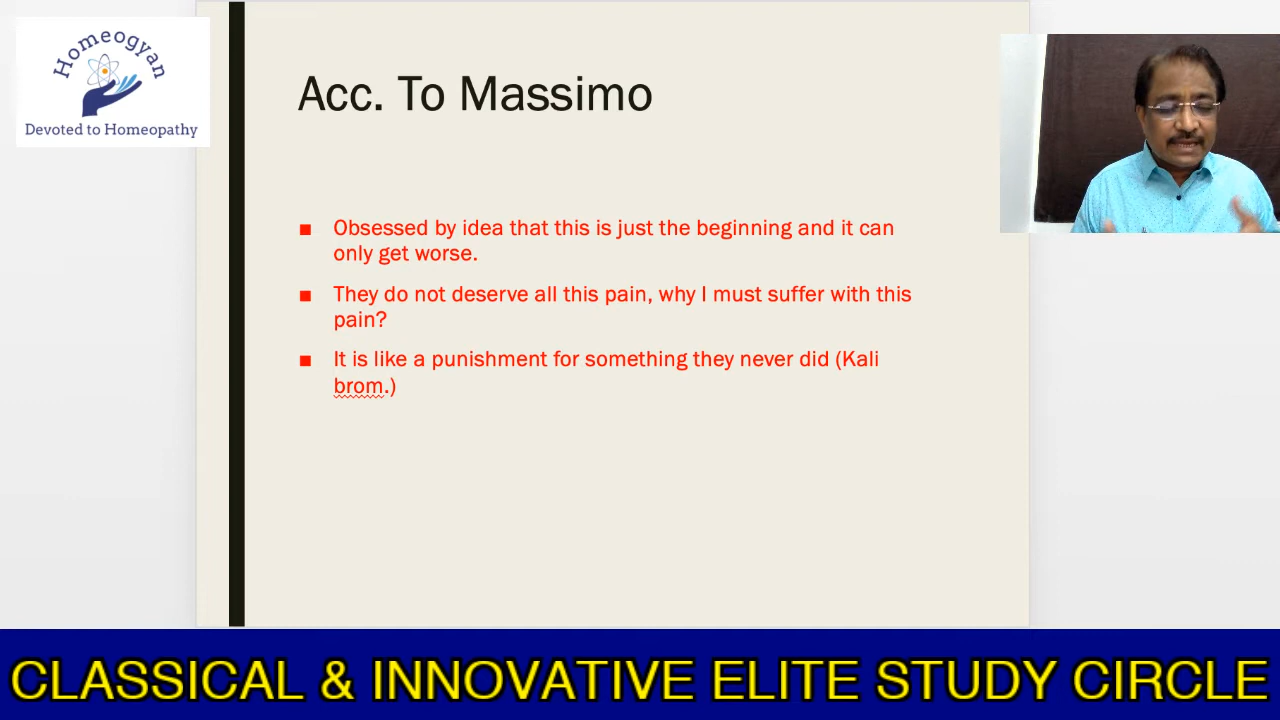 Homeogyan
Devoted to Homeopathy
Acc. To Massimo
■ Obsessed by idea that this is just the beginning and it can
only get worse.
■ They do not deserve all this pain, why I must suffer with this
pain?
■ It is like a punishment for something they never did (Kali
brom.)
CLASSICAL & INNOVATIVE ELITE STUDY CIRCLE